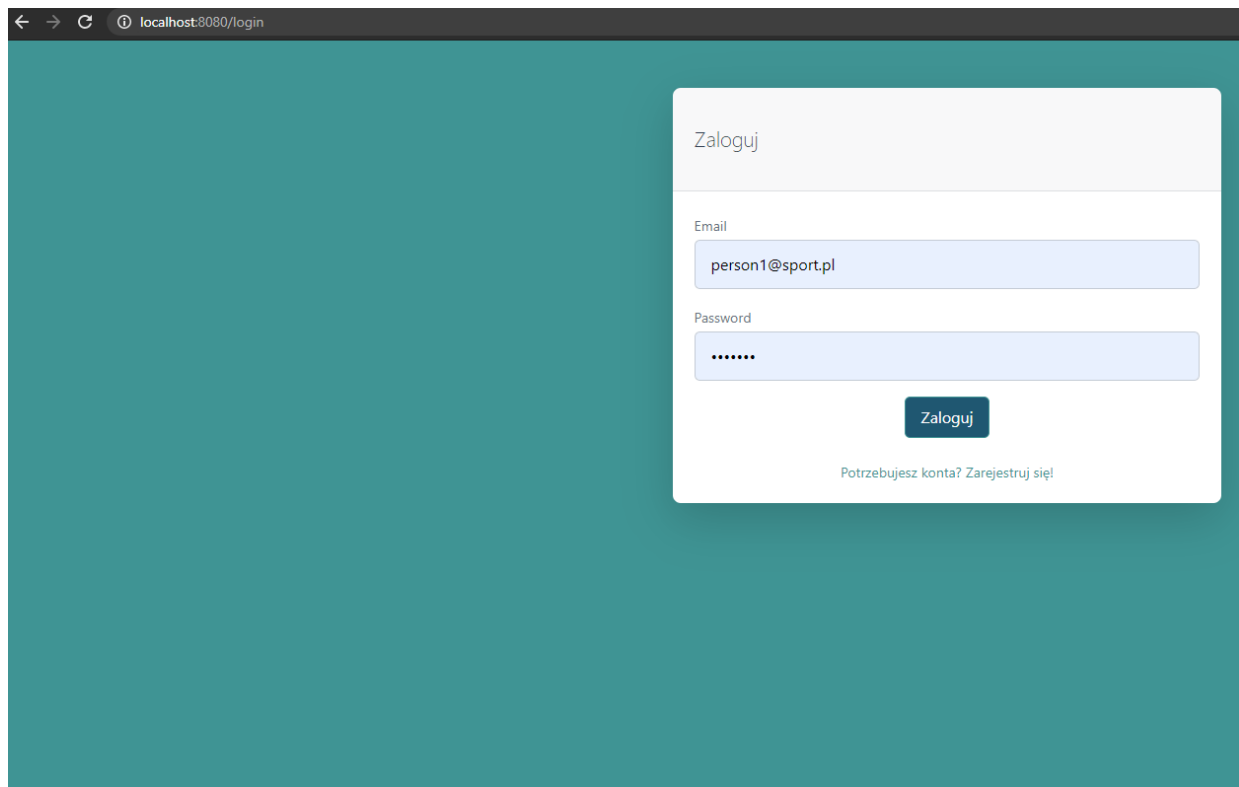 localhost:8080/login
Zaloguj
Email
person1@sport.pl
Password
•••••••
Zaloguj
Potrzebujesz konta? Zarejestruj się!